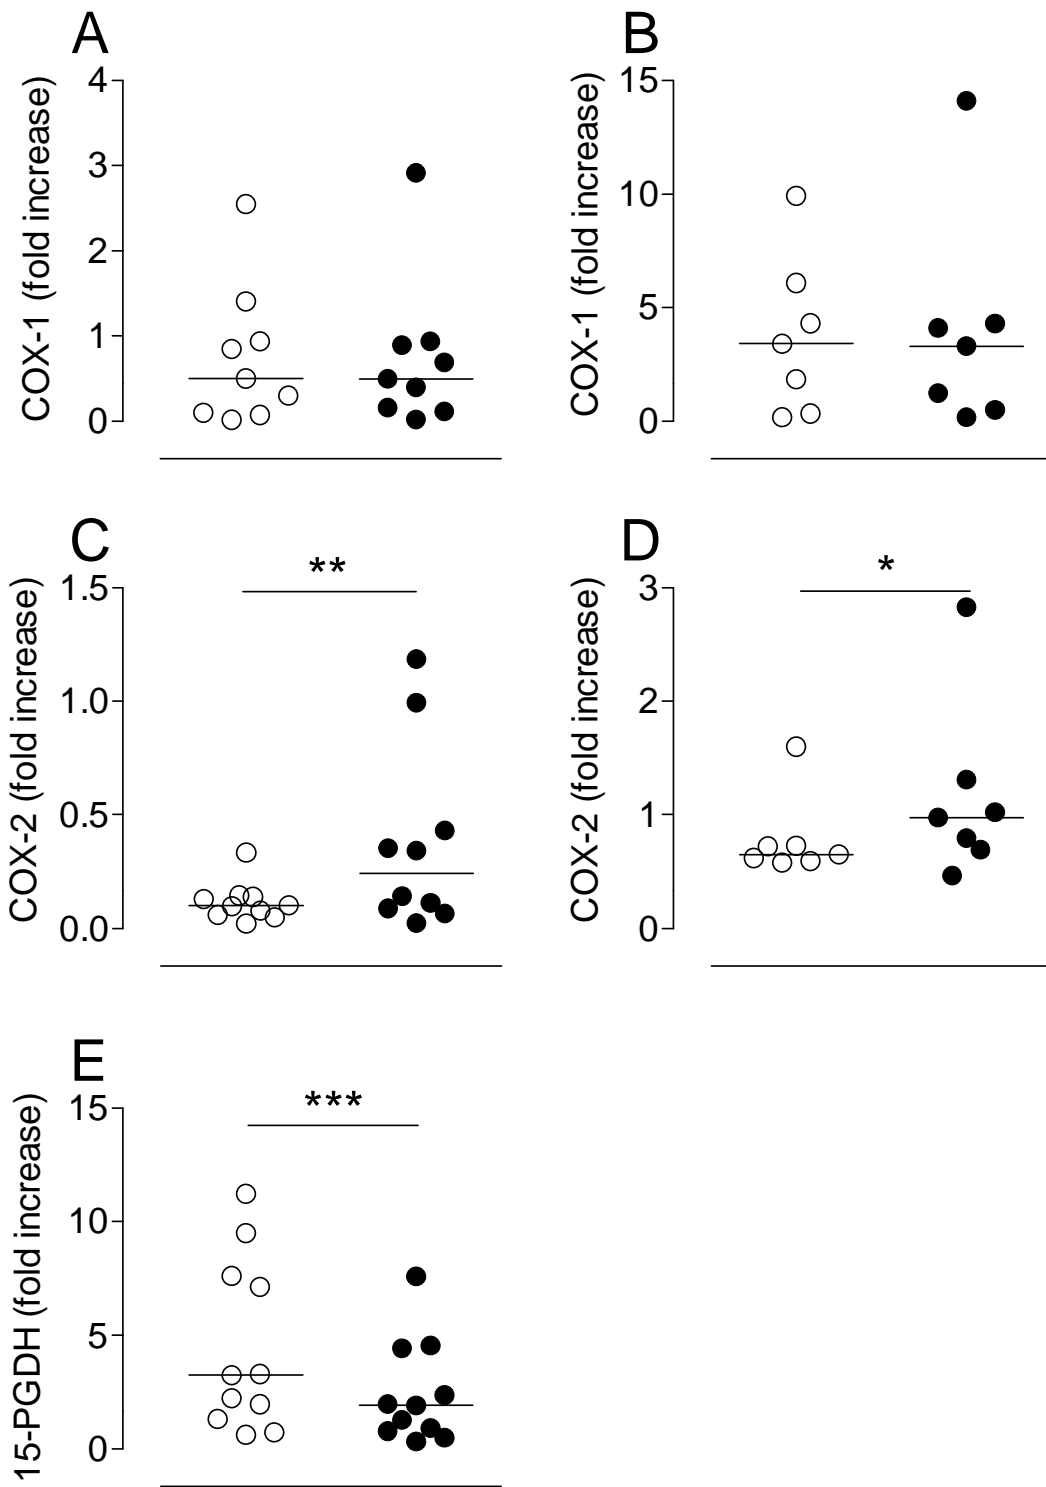 A
COX-1 (fold increase)
4
3
2
1
0
B
COX-1 (fold increase)
15
10
5
0
C
**
COX-2 (fold increase)
1.5
1.0
0.5
0.0
D
*
COX-2 (fold increase)
3
2
1
0
E
***
15-PGDH (fold increase)
15
10
5
0